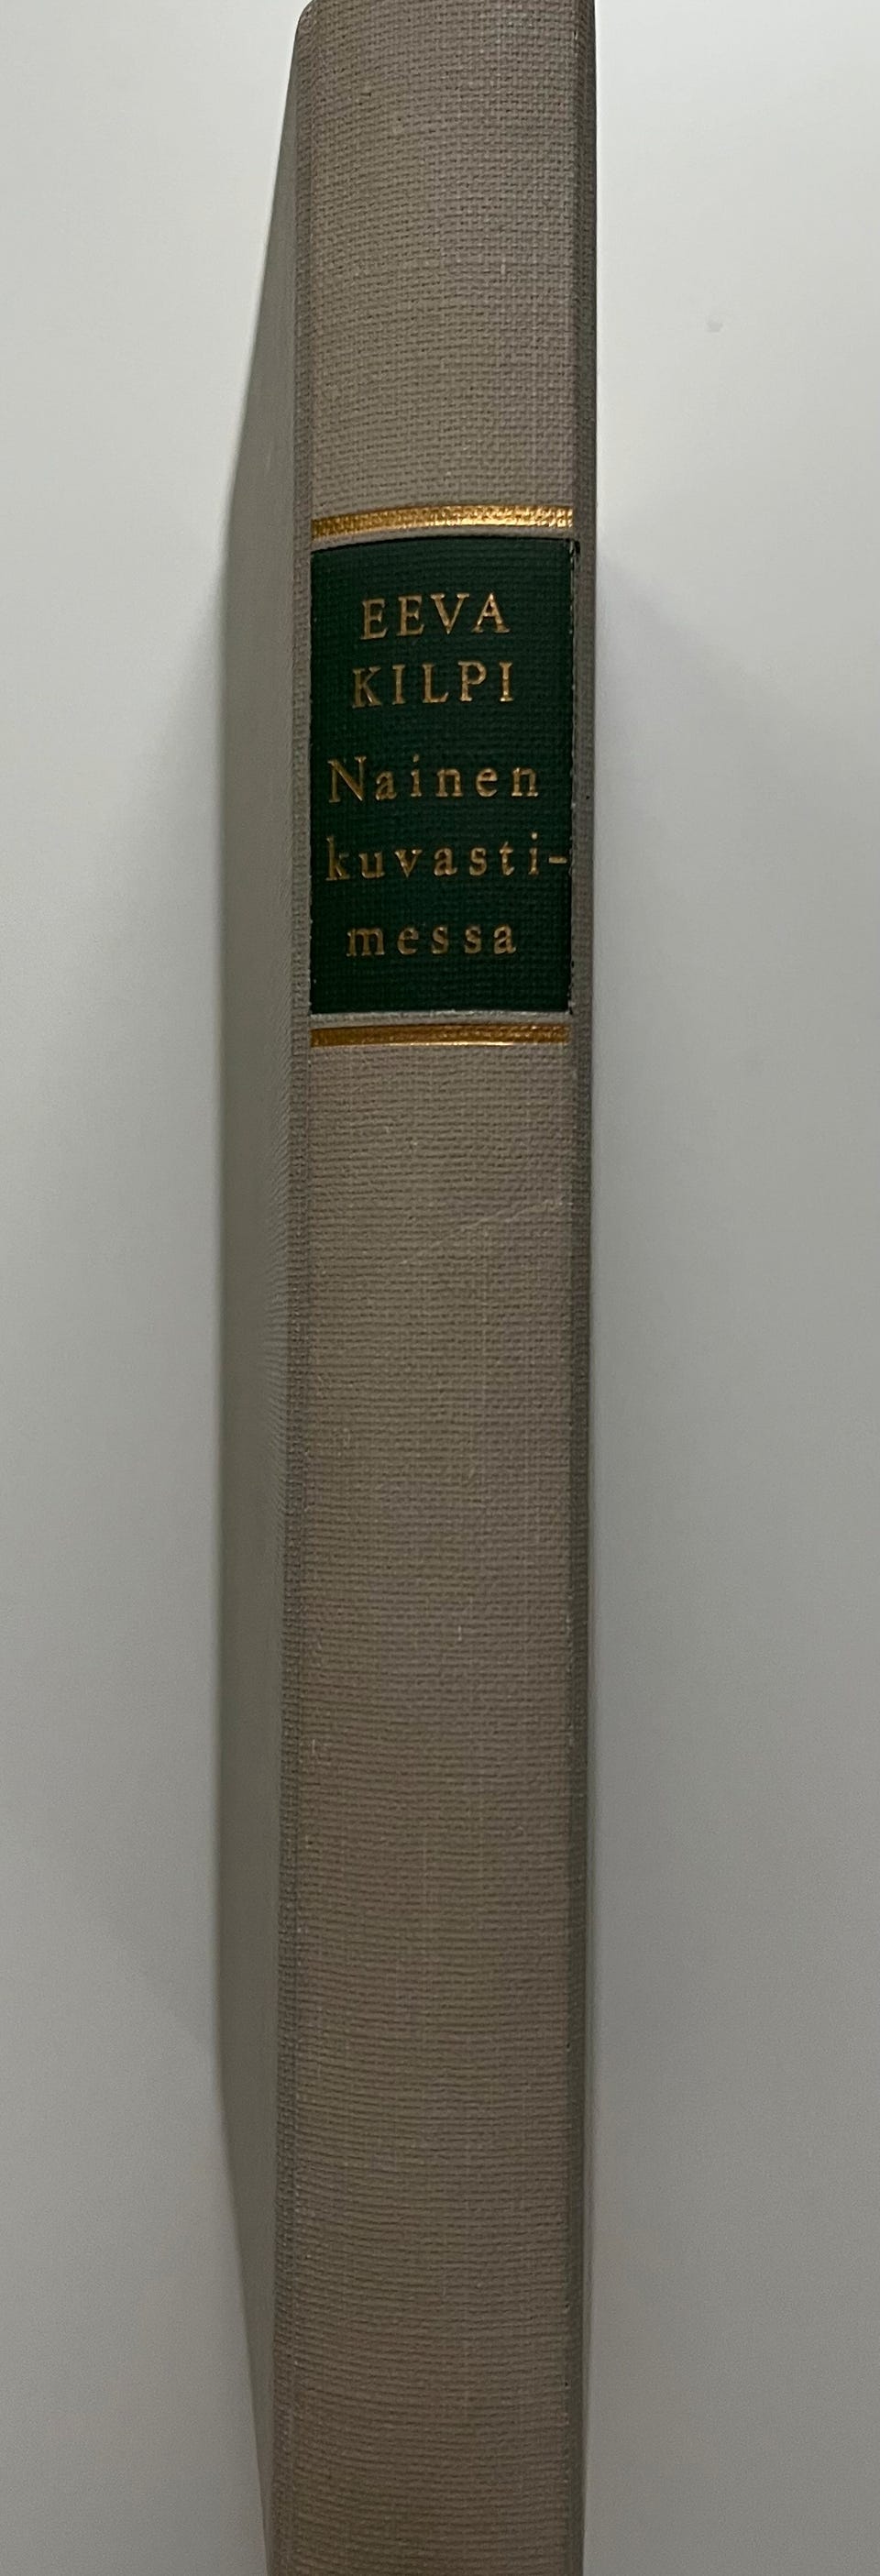 EEVA
KILPI
Nainen
kuvasti-
messa